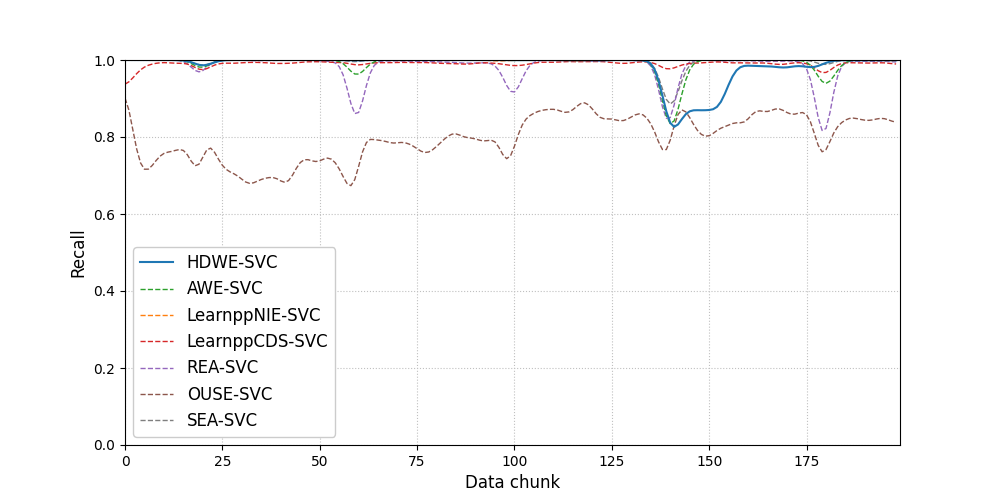 1.0
0.8
0.6
0.4
0.2
0.0
Recall
HDWE-SVC
AWE-SVC
LearnppNIE-SVC
LearnppCDS-SVC
REA-SVC
OUSE-SVC
SEA-SVC
0 25 50 75 100 125 150 175
Data chunk